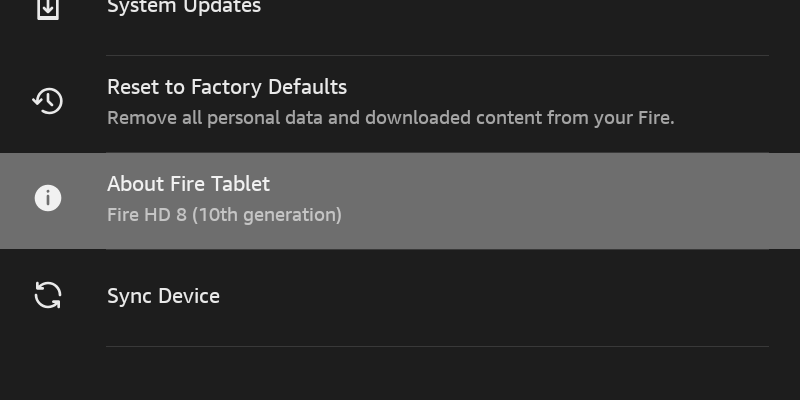 System Updates
Reset to Factory Defaults
Remove all personal data and downloaded content from your Fire.
About Fire Tablet
Fire HD 8 (10th generation)
Sync Device